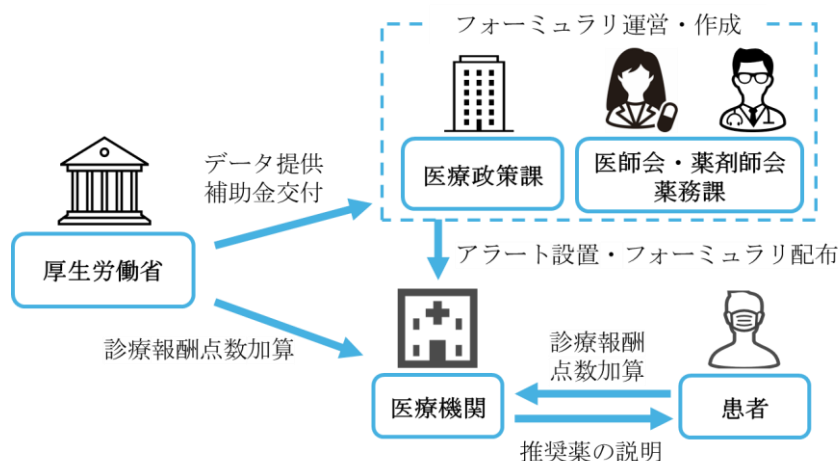 フォーミュラリ運営・作成
データ提供
補助金交付
医療政策課
医師会・薬剤師会
薬務課
厚生労働省
アラート設置・フォーミュラリ配布
診療報酬点数加算
診療報酬
点数加算
医療機関
患者
推奨薬の説明